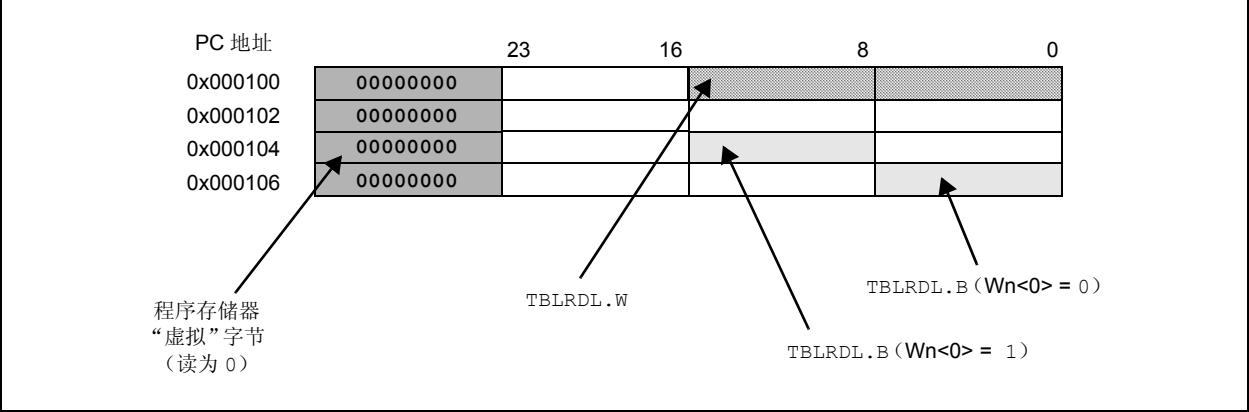 PC 地址 23 16 8 0
0x000100 00000000
0x000102 00000000
0x000104 00000000
0x000106 00000000
程序存储器
“虚拟”字节
（读为 0）
TBLRDL.W
TBLRDL.B（Wn<0> = 0）
TBLRDL.B（Wn<0> = 1）